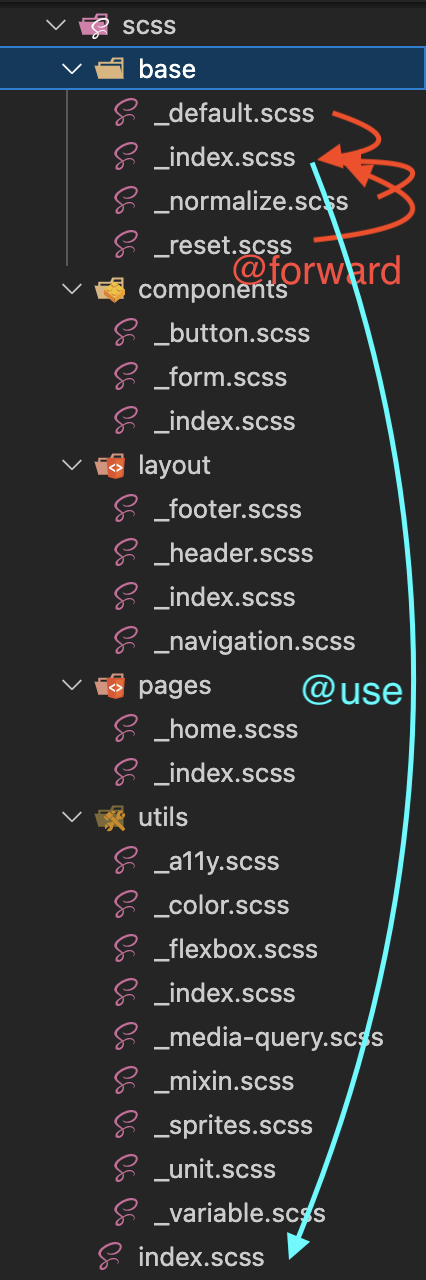 scss
base
_default.scss
_index.scss
_normalize.scss
_reset.scss
@forward
components
_button.scss
_form.scss
_index.scss
layout
_footer.scss
_header.scss
_index.scss
_navigation.scss
pages
@use
_home.scss
_index.scss
utils
_a11y.scss
_color.scss
_flexbox.scss
_index.scss
_media-query.scss
_mixin.scss
_sprites.scss
_unit.scss
_variable.scss
index.scss